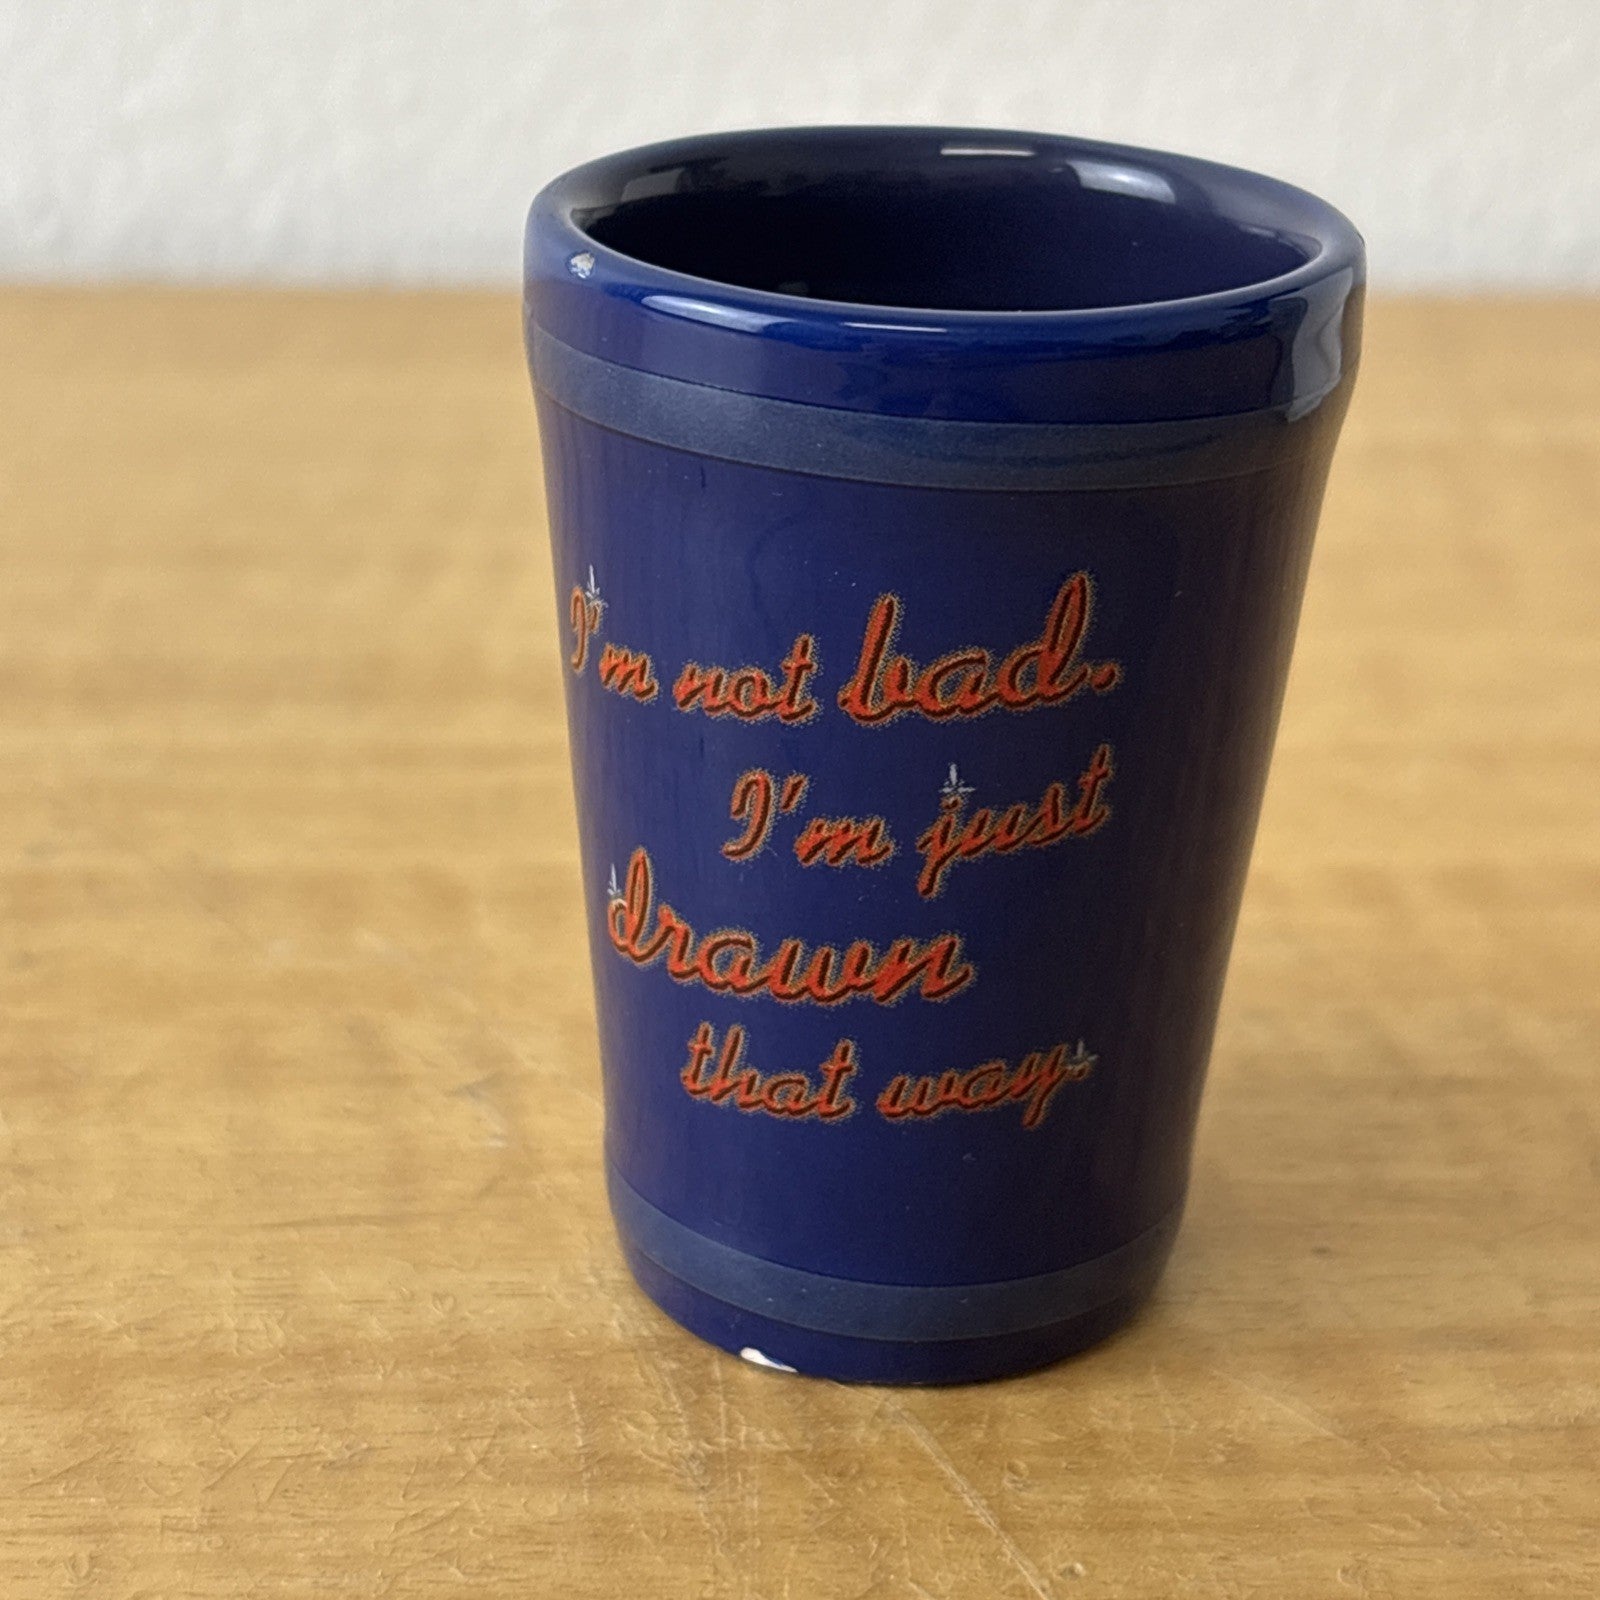 I'm not bad.
I'm just
drawn
that way.